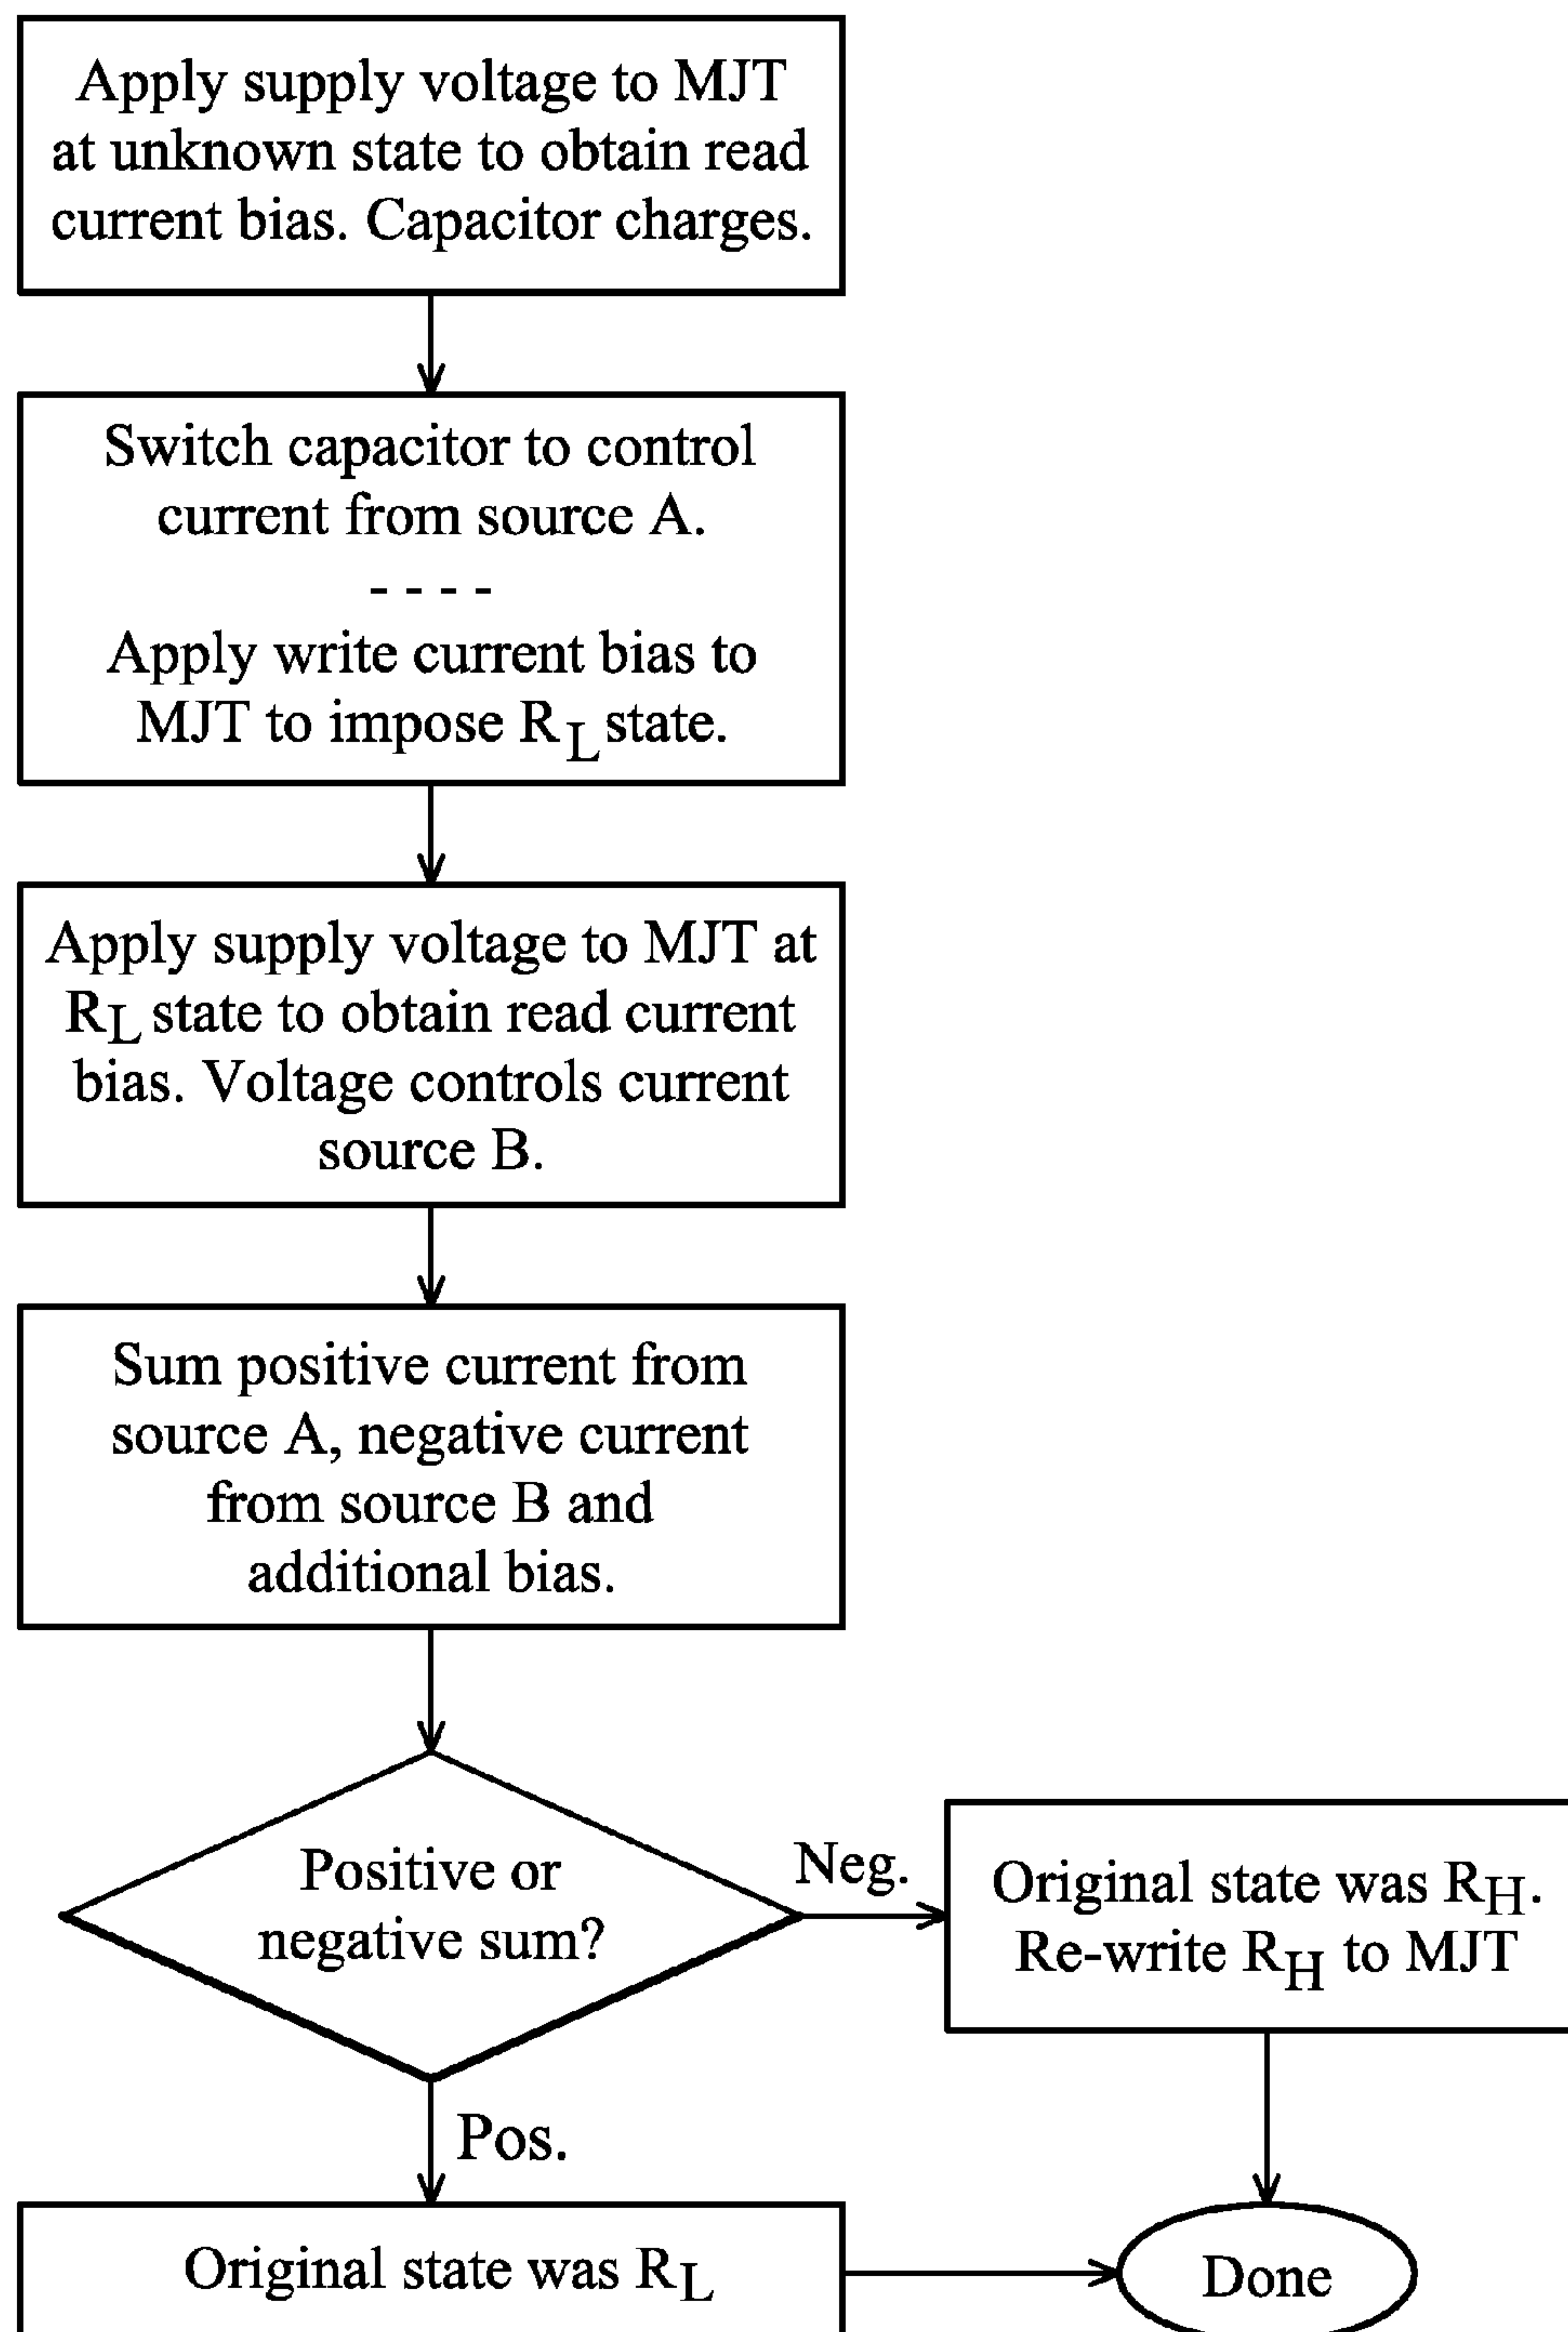 Apply supply voltage to MJT
at unknown state to obtain read
current bias. Capacitor charges.
Switch capacitor to control
current from source A.
- - - -
Apply write current bias to
MJT to impose RL state.
Apply supply voltage to MJT at
RL state to obtain read current
bias. Voltage controls current
source B.
Sum positive current from
source A, negative current
from source B and
additional bias.
Positive or
negative sum?
Neg.
Original state was RH.
Re-write RH to MJT
Pos.
Original state was RL
Done